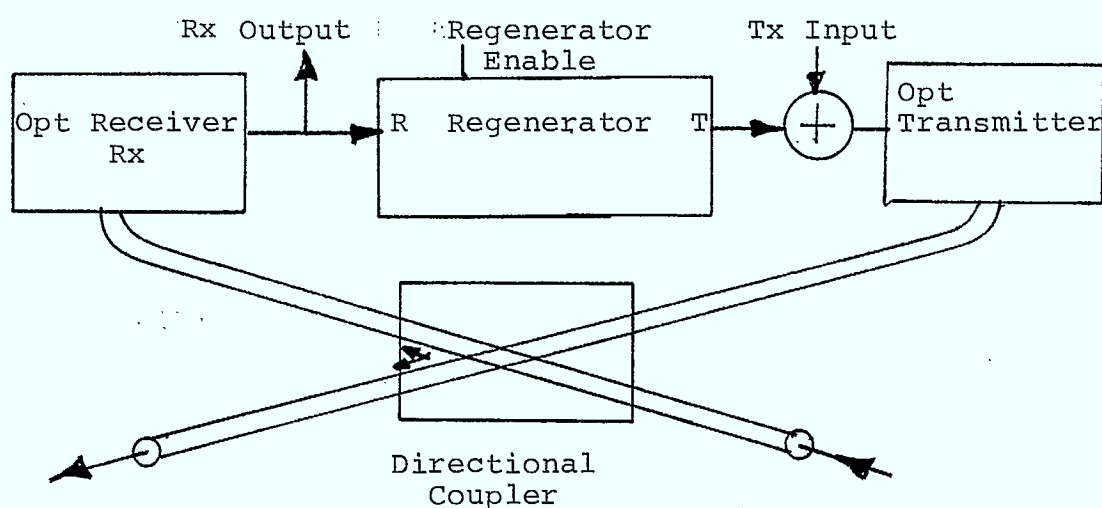 Rx Output
Regenerator
Enable
Tx Input
Opt Receiver
Rx
R Regenerator T
Opt
Transmitter
Directional
Coupler